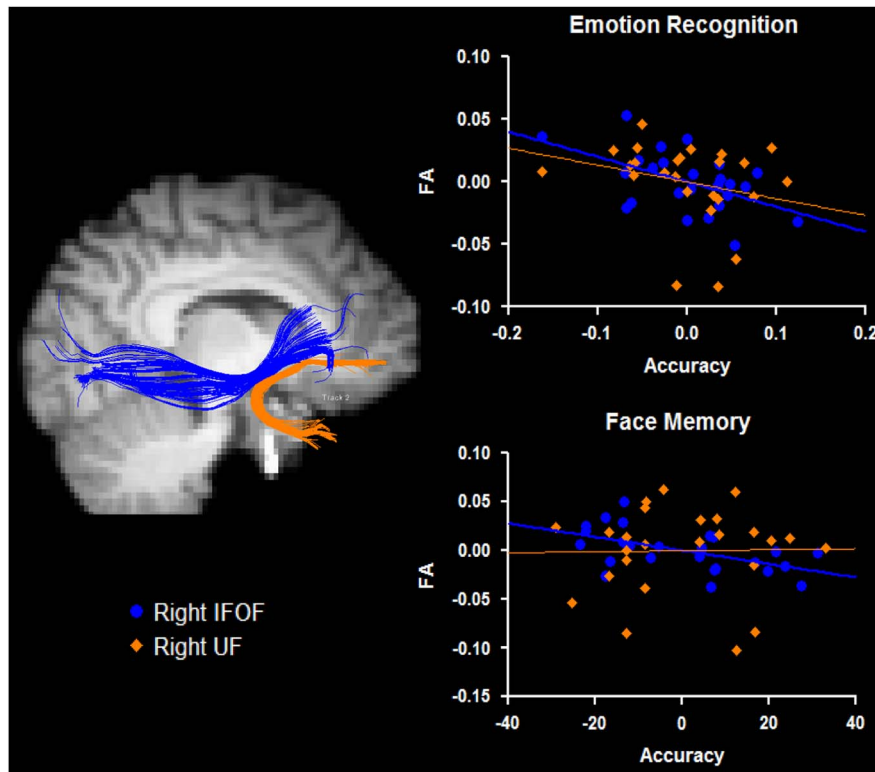 Emotion Recognition
0.10
0.05
0.00
-0.05
-0.10
FA
-0.2
-0.1
0.0
0.1
0.2
Accuracy
Track 2
Face Memory
0.10
0.05
0.00
-0.05
-0.10
-0.15
FA
-40
-20
0
20
40
Accuracy
Right IFOF
Right UF